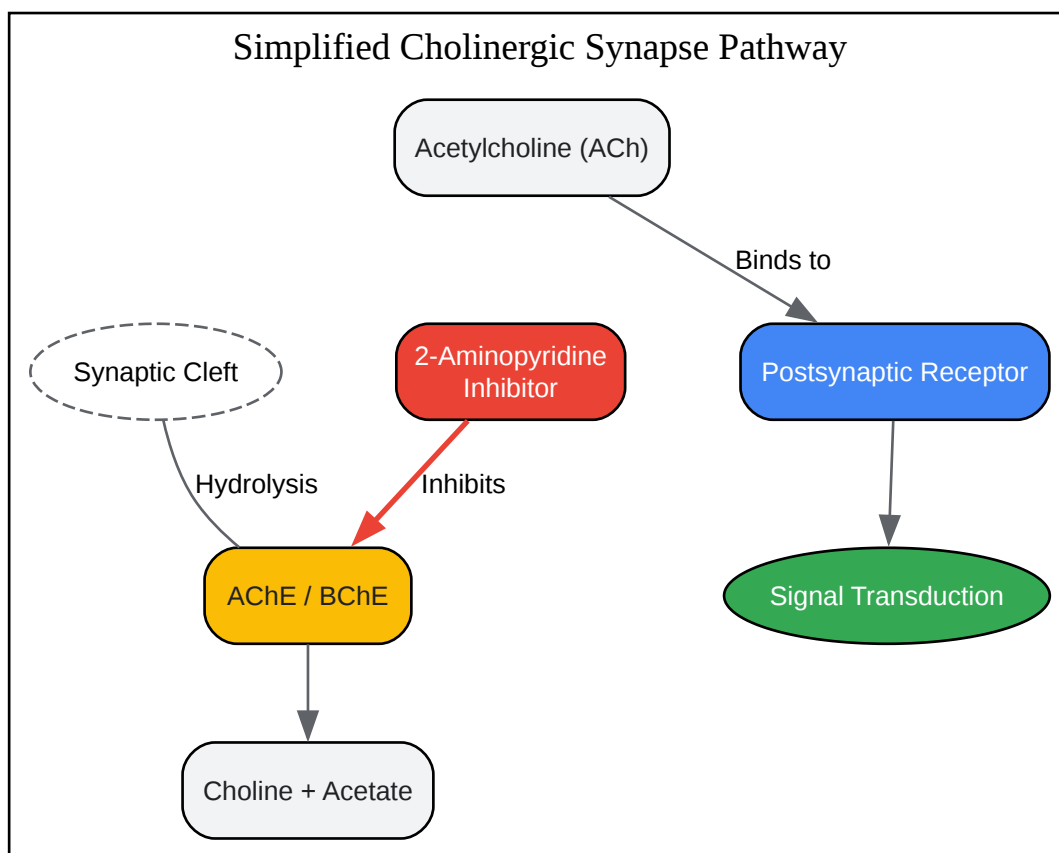 Simplified Cholinergic Synapse Pathway
Acetylcholine (ACh)
Binds to
Synaptic Cleft
2-Aminopyridine
Inhibitor
Postsynaptic Receptor
Hydrolysis
Inhibits
AChE / BChE
Signal Transduction
Choline + Acetate